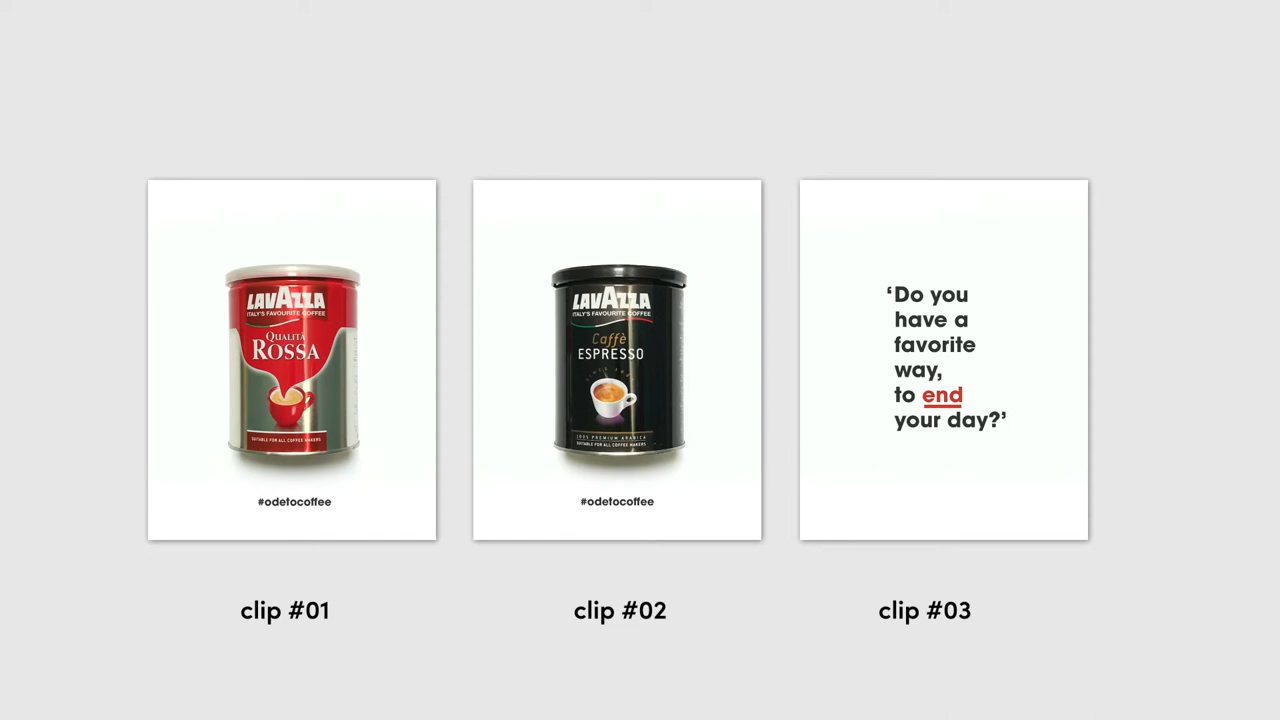 LAVAZZA
ITALY'S FAVOURITE COFFEE
QUALITÀ
ROSSA
SUITABLE FOR ALL COFFEE MAKERS
#odetocoffee
clip #01
LAVAZZA
ITALY'S FAVOURITE COFFEE
Caffè
ESPRESSO
100% PREMIUM ARABICA
SUITABLE FOR ALL COFFEE MAKERS
#odetocoffee
clip #02
‘Do you
have a
favorite
way,
to end
your day?’
clip #03